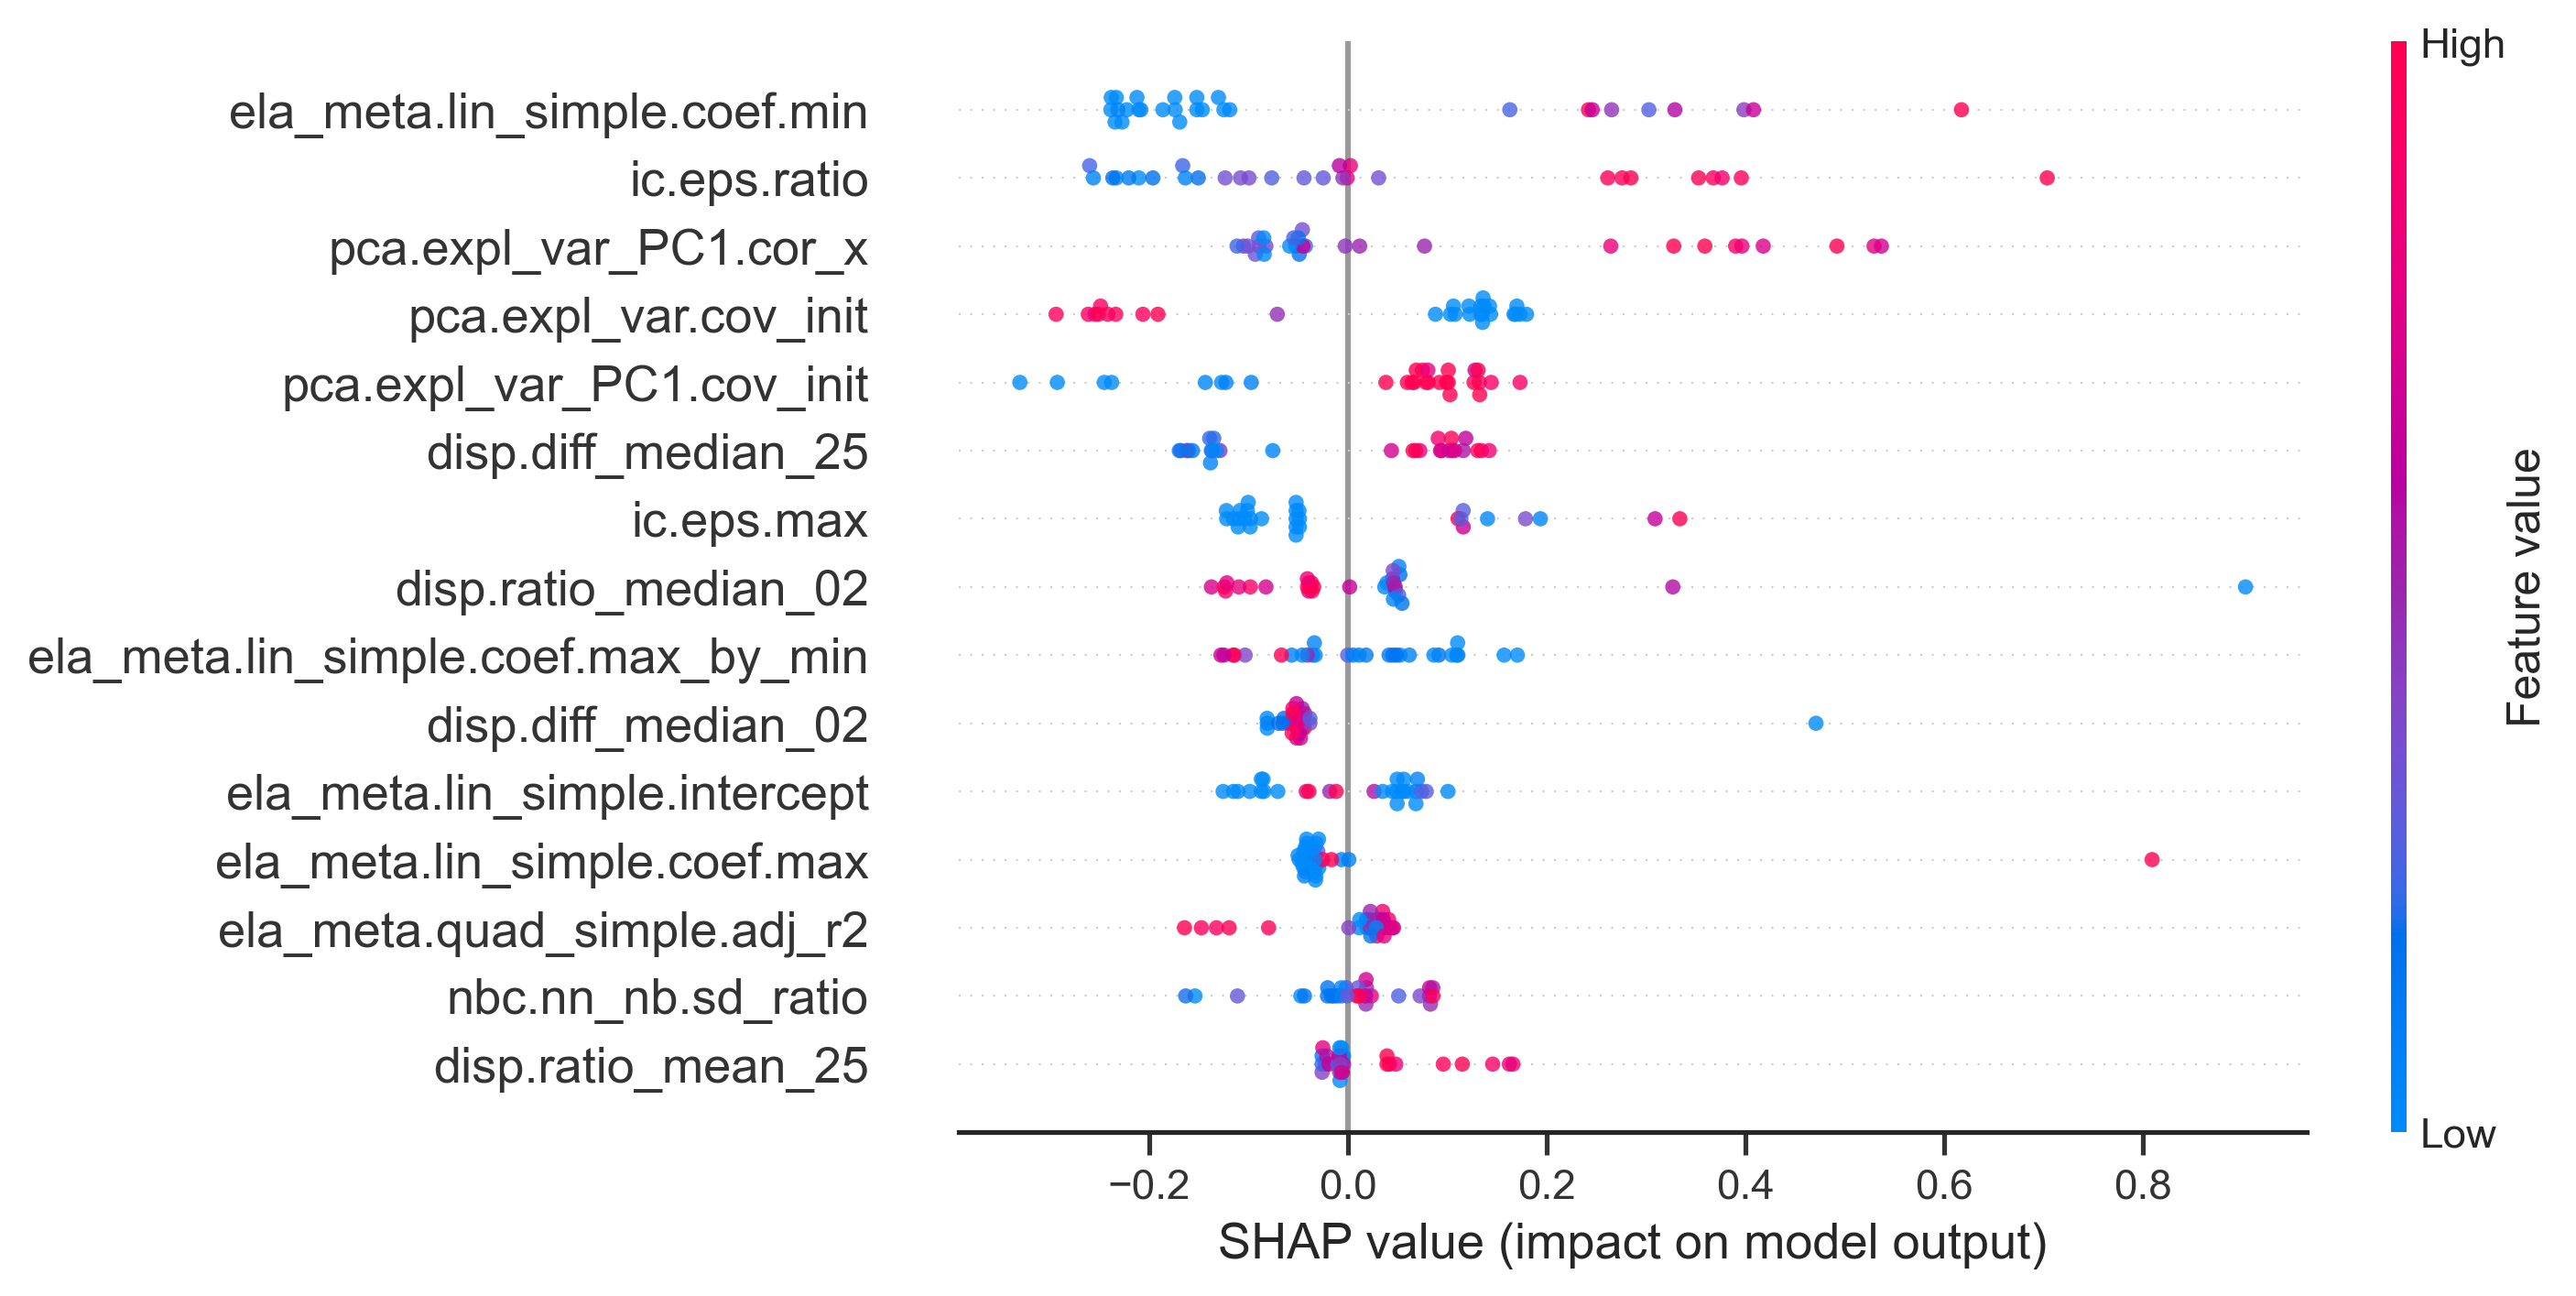 High
ela_meta.lin_simple.coef.min
ic.eps.ratio
pca.expl_var_PC1.cor_x
pca.expl_var.cov_init
pca.expl_var_PC1.cov_init
disp.diff_median_25
ic.eps.max
disp.ratio_median_02
ela_meta.lin_simple.coef.max_by_min
disp.diff_median_02
ela_meta.lin_simple.intercept
ela_meta.lin_simple.coef.max
ela_meta.quad_simple.adj_r2
nbc.nn_nb.sd_ratio
disp.ratio_mean_25
Feature value
Low
−0.2 0.0 0.2 0.4 0.6 0.8
SHAP value (impact on model output)